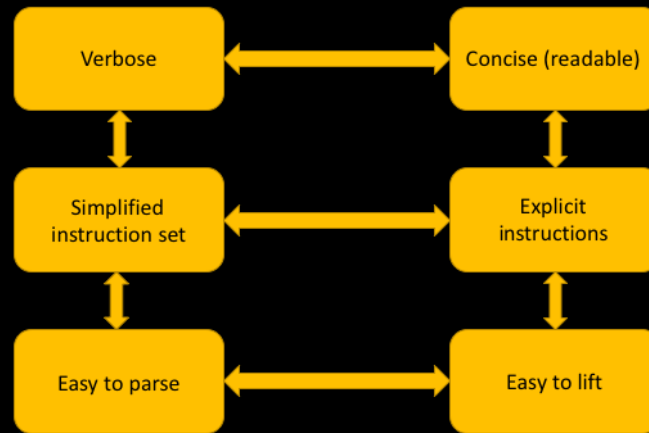 Verbose
Concise (readable)
Simplified
instruction set
Explicit
instructions
Easy to parse
Easy to lift